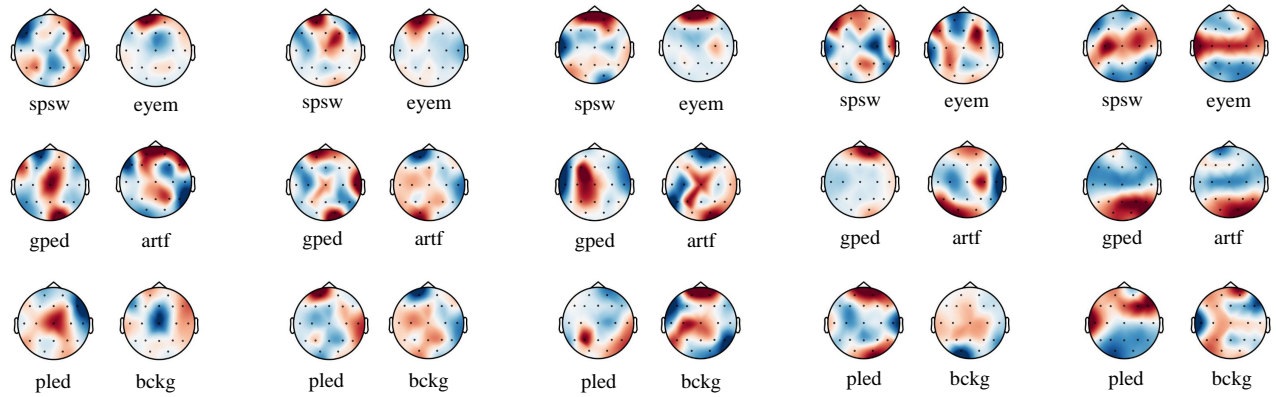 spsw eyem spsw eyem spsw eyem spsw eyem spsw eyem
gped artf gped artf gped artf gped artf gped artf
pled bckg pled bckg pled bckg pled bckg pled bckg